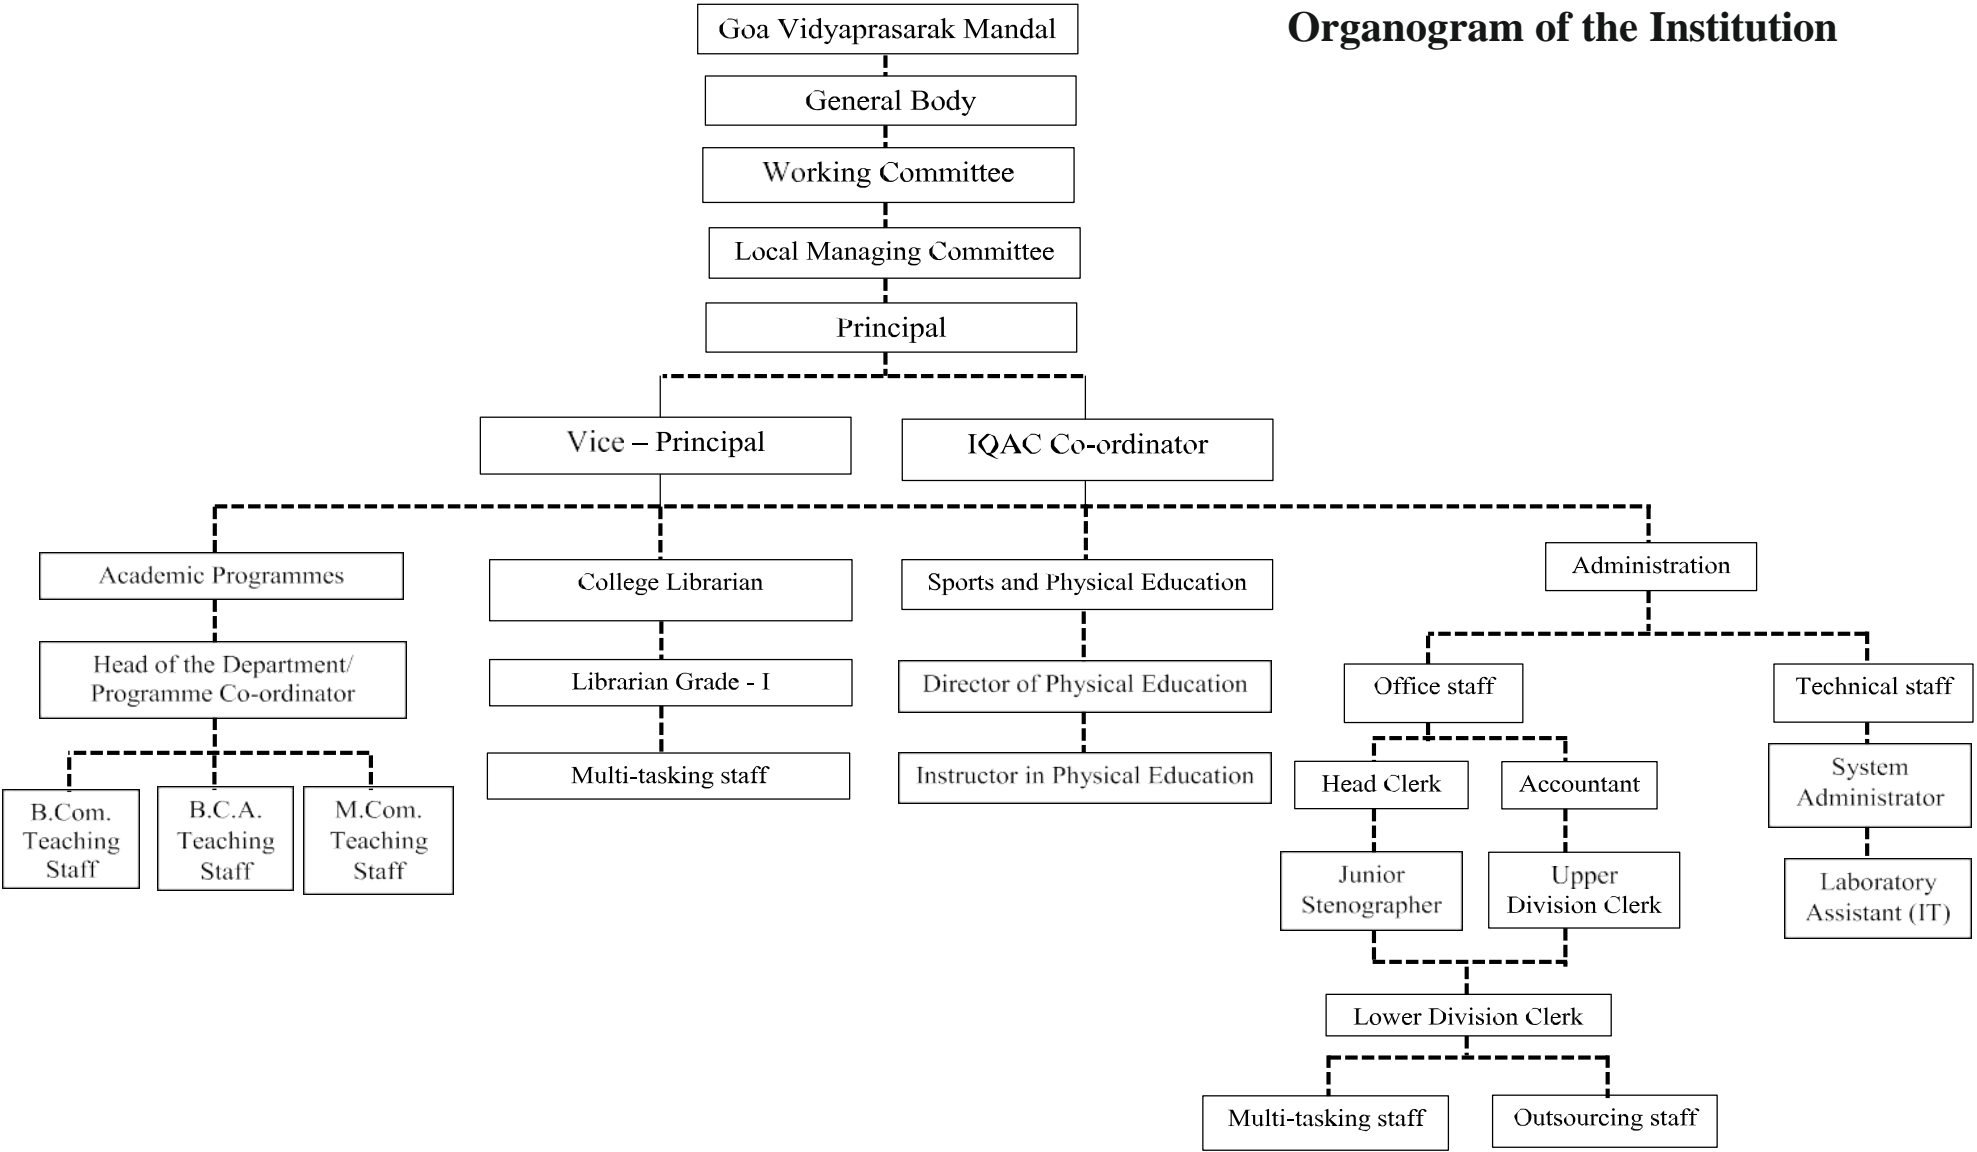 Organogram of the Institution
Goa Vidyaprasarak Mandal
General Body
Working Committee
Local Managing Committee
Principal
Vice – Principal
IQAC Co-ordinator
Academic Programmes
College Librarian
Sports and Physical Education
Administration
Head of the Department/
Programme Co-ordinator
Librarian Grade - I
Director of Physical Education
Office staff
Technical staff
B.Com.
Teaching
Staff
B.C.A.
Teaching
Staff
M.Com.
Teaching
Staff
Multi-tasking staff
Instructor in Physical Education
Head Clerk
Accountant
System
Administrator
Junior
Stenographer
Upper
Division Clerk
Laboratory
Assistant (IT)
Lower Division Clerk
Multi-tasking staff
Outsourcing staff